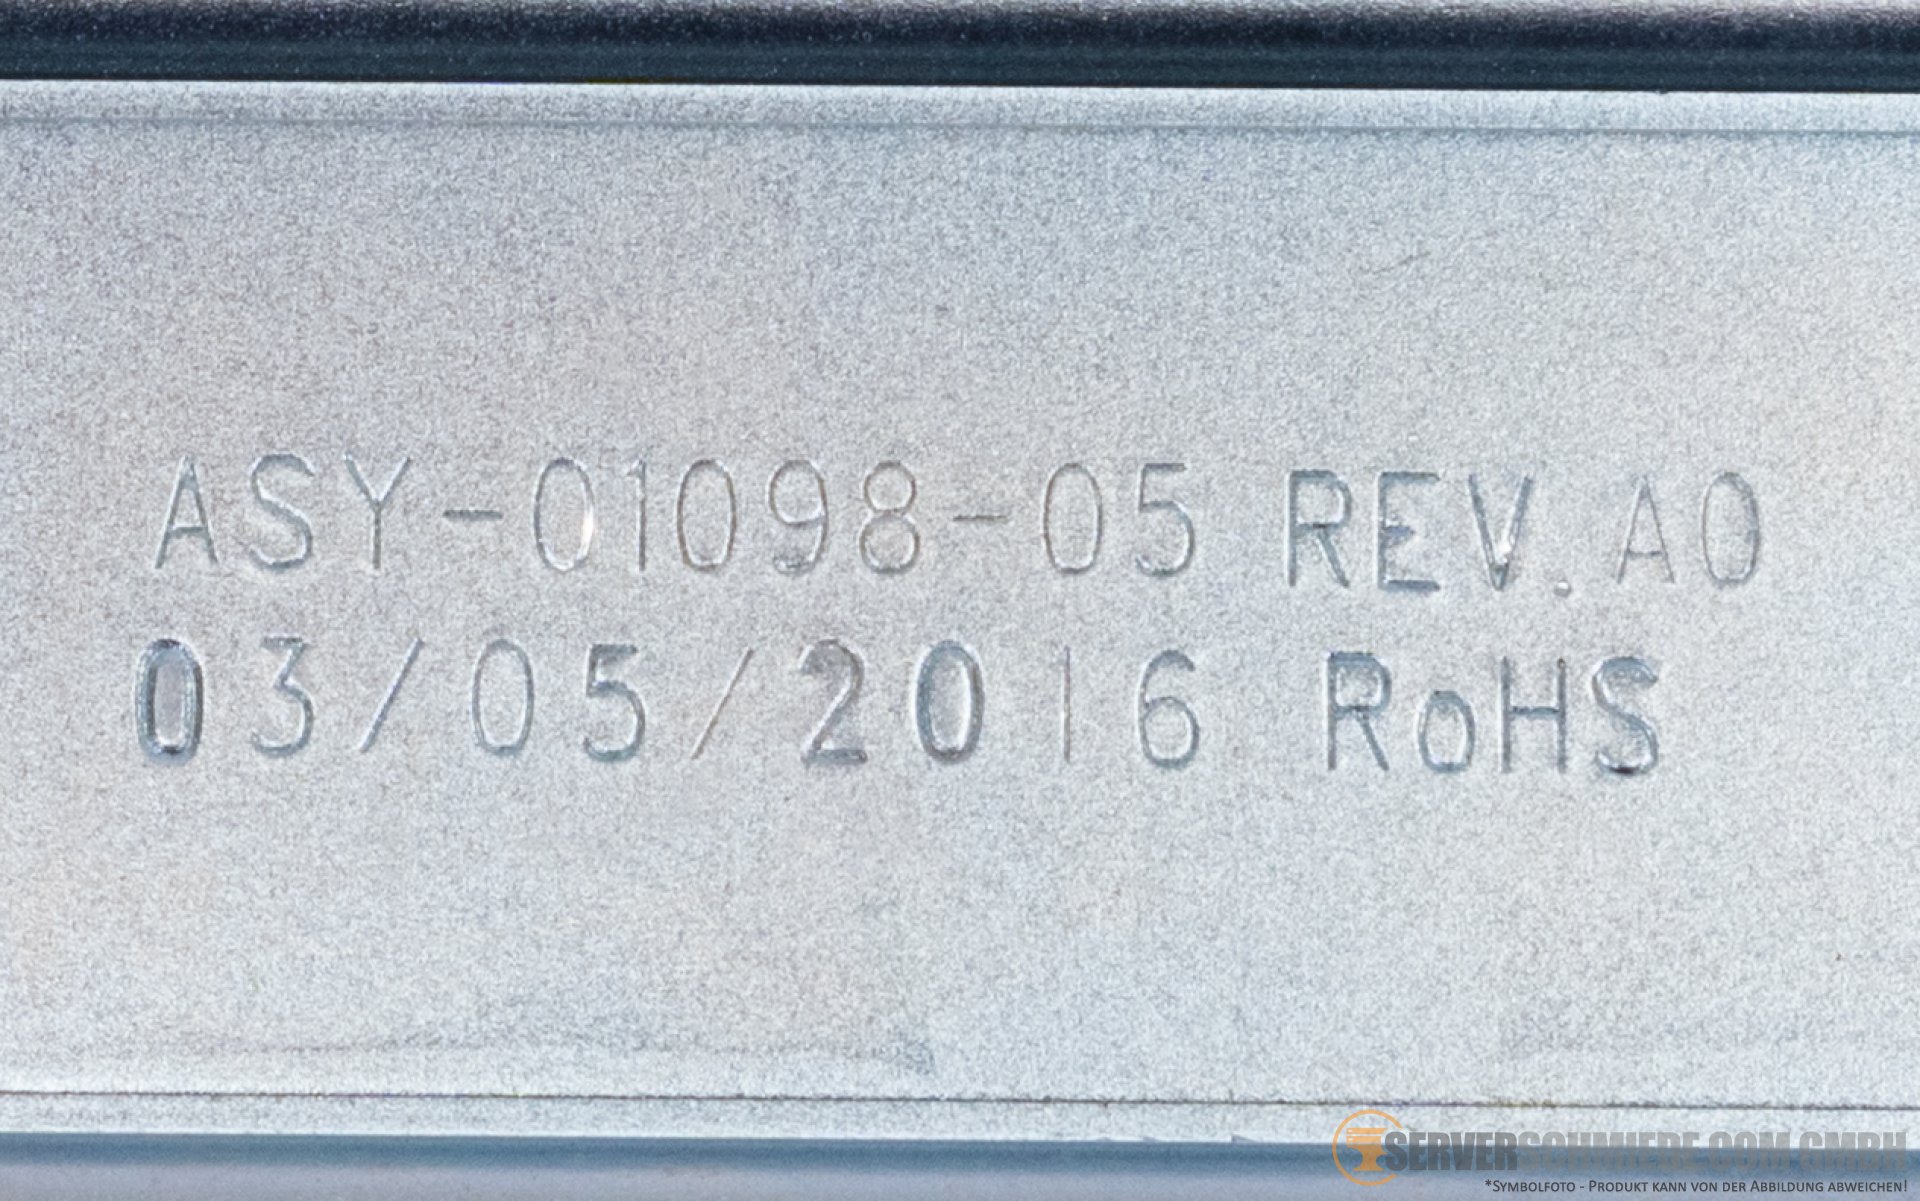 ASY-01098-05 REV.A0
03/05/2016 RoHS
SERVERSCHMIEDE.COM GMBH
*Symbolfoto - Produkt kann von der Abbildung abweichen!